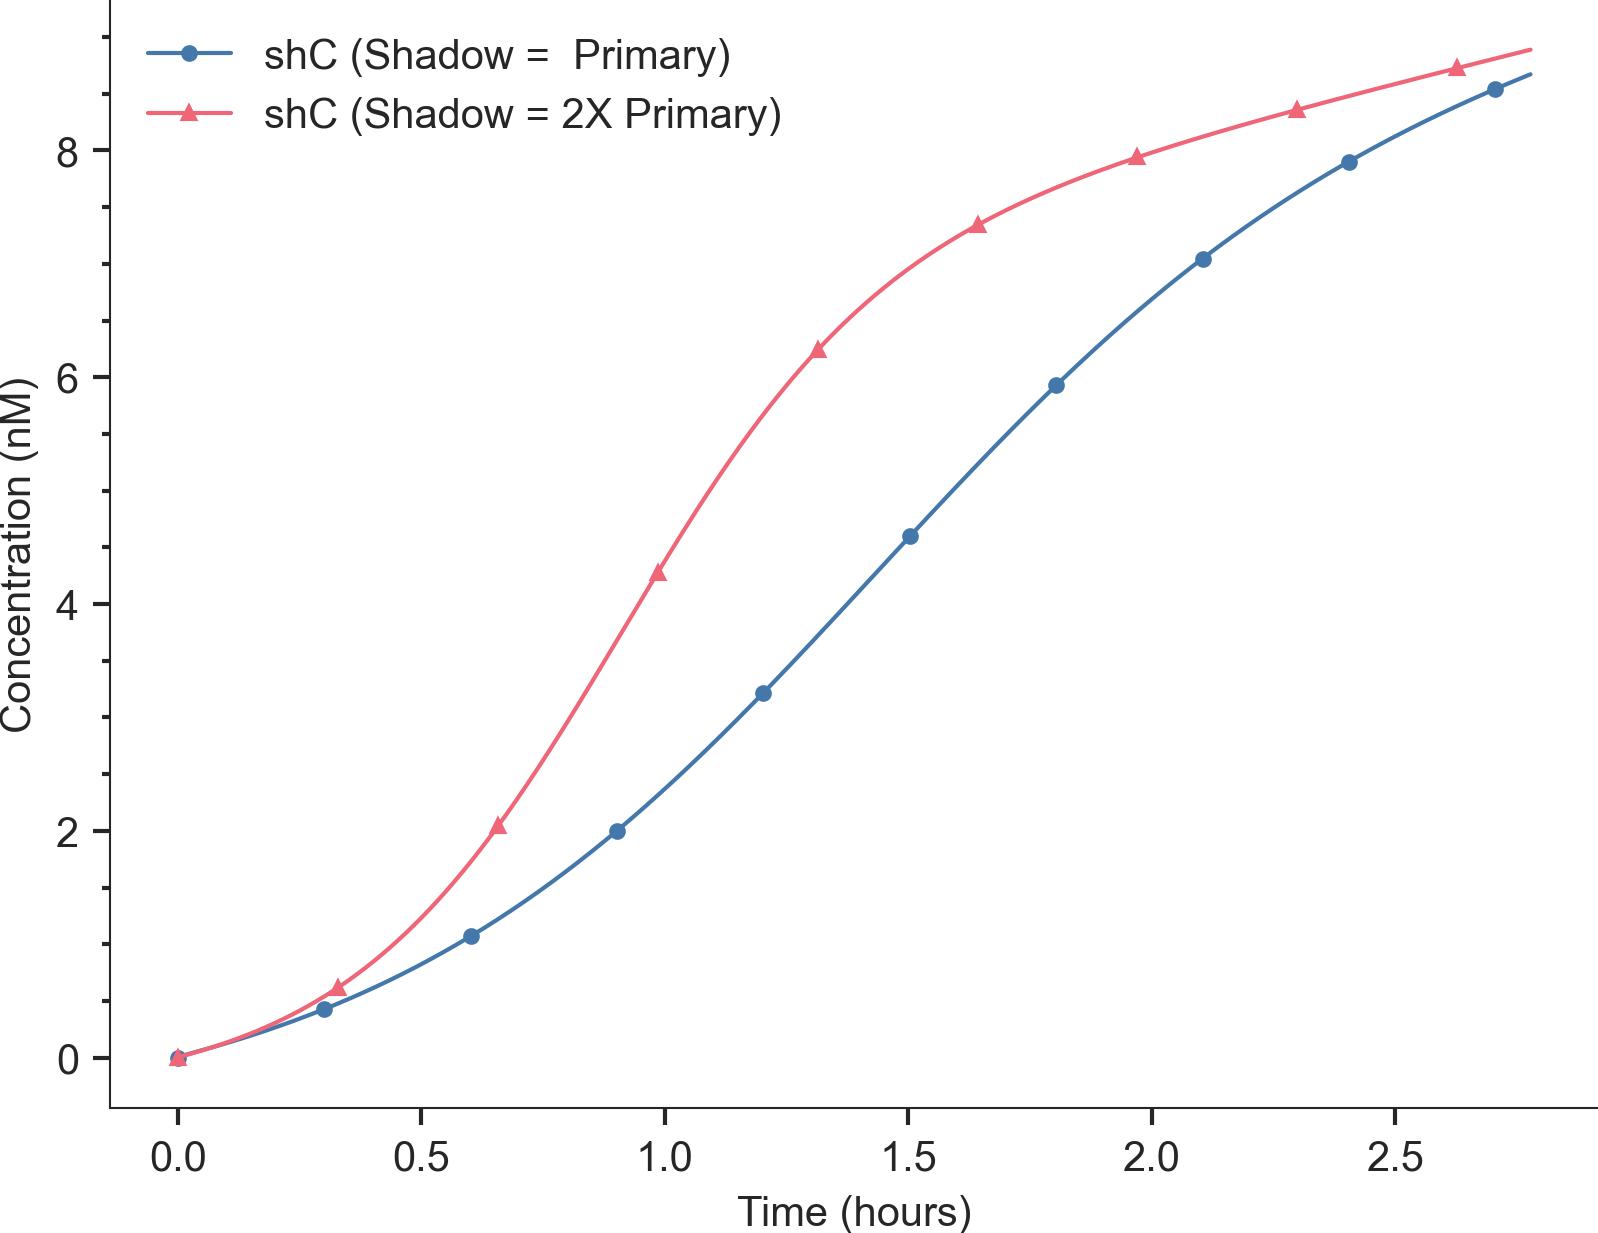 shC (Shadow =  Primary)
shC (Shadow = 2X Primary)
8
6
4
2
0
Concentration (nM)
0.0 0.5 1.0 1.5 2.0 2.5
Time (hours)